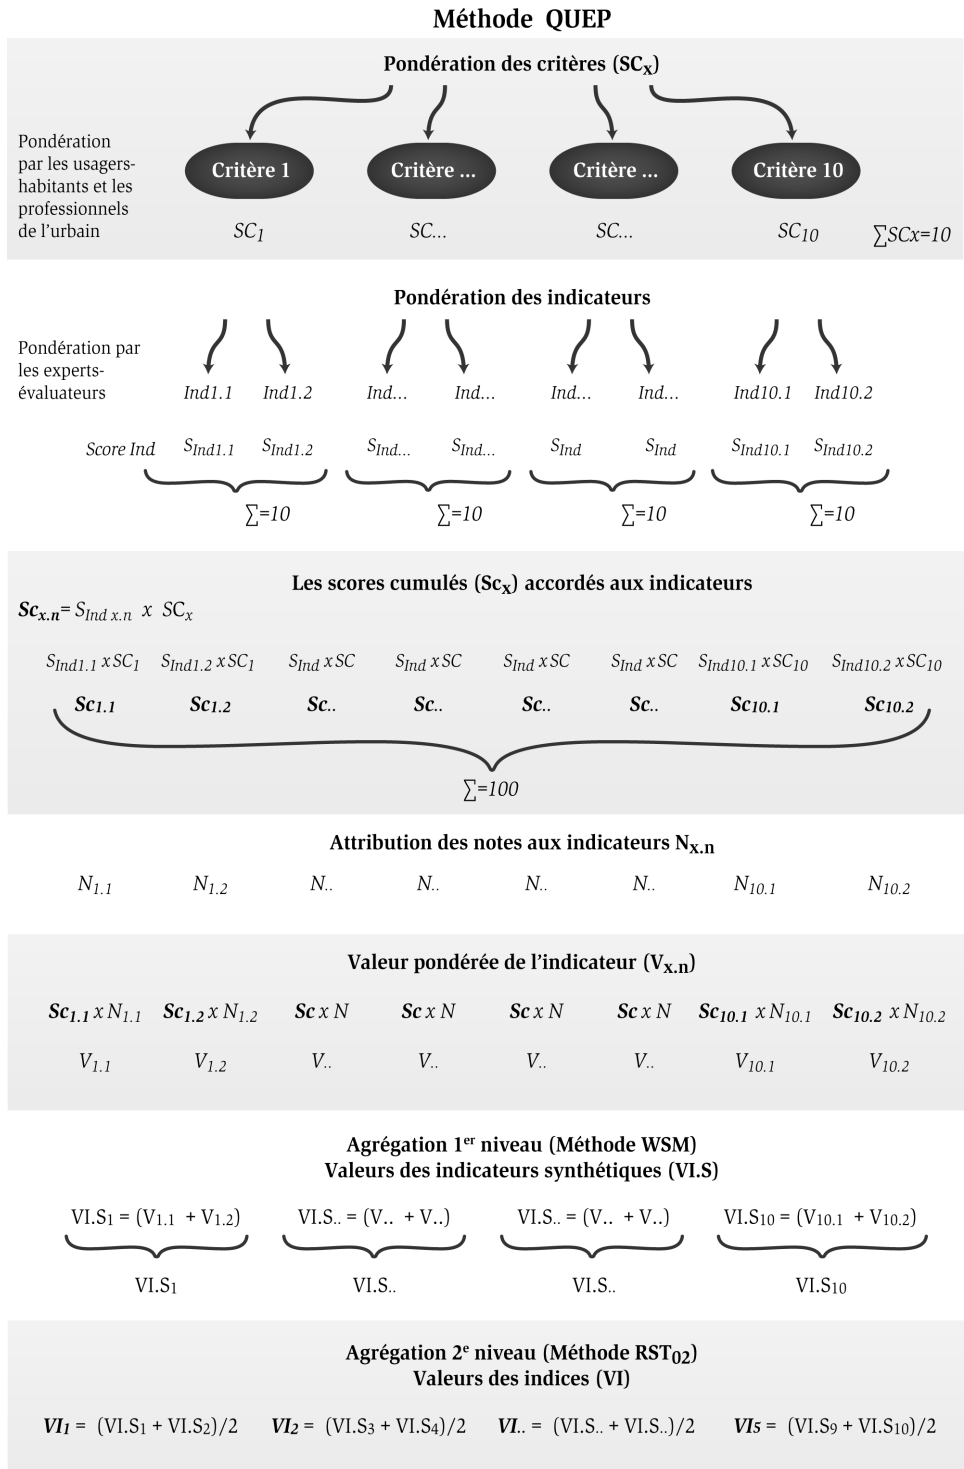 Méthode QUEP
Pondération des critères (SCx)
Pondération
par les usagers-
habitants et les
professionnels
de l'urbain
Critère 1 Critère ... Critère ... Critère 10
SC1 SC... SC... SC10 ∑SCx=10
Pondération des indicateurs
Pondération par
les experts-
évaluateurs
Ind1.1 Ind1.2 Ind... Ind... Ind... Ind... Ind10.1 Ind10.2
Score Ind SInd1.1 SInd1.2 SInd... SInd... SInd SInd SInd10.1 SInd10.2
∑=10 ∑=10 ∑=10 ∑=10
Les scores cumulés (Scx) accordés aux indicateurs
Scx.n= SInd x.n x SCx
SInd1.1 x SC1 SInd1.2 x SC1 SInd x SC SInd x SC SInd x SC SInd x SC SInd10.1 x SC10 SInd10.2 x SC10
Sc1.1 Sc1.2 Sc.. Sc.. Sc.. Sc.. Sc10.1 Sc10.2
∑=100
Attribution des notes aux indicateurs Nx.n
N1.1 N1.2 N.. N.. N.. N.. N10.1 N10.2
Valeur pondérée de l'indicateur (Vx.n)
Sc1.1 x N1.1 Sc1.2 x N1.2 Sc x N Sc x N Sc x N Sc x N Sc10.1 x N10.1 Sc10.2 x N10.2
V1.1 V1.2 V.. V.. V.. V.. V10.1 V10.2
Agrégation 1er niveau (Méthode WSM)
Valeurs des indicateurs synthétiques (VI.S)
VI.S1 = (V1.1 + V1.2) VI.S.. = (V.. + V..) VI.S.. = (V.. + V..) VI.S10 = (V10.1 + V10.2)
VI.S1 VI.S.. VI.S.. VI.S10
Agrégation 2e niveau (Méthode RST02)
Valeurs des indices (VI)
VI1 = (VI.S1 + VI.S2)/2 VI2 = (VI.S3 + VI.S4)/2 VI.. = (VI.S.. + VI.S..)/2 VI5 = (VI.S9 + VI.S10)/2